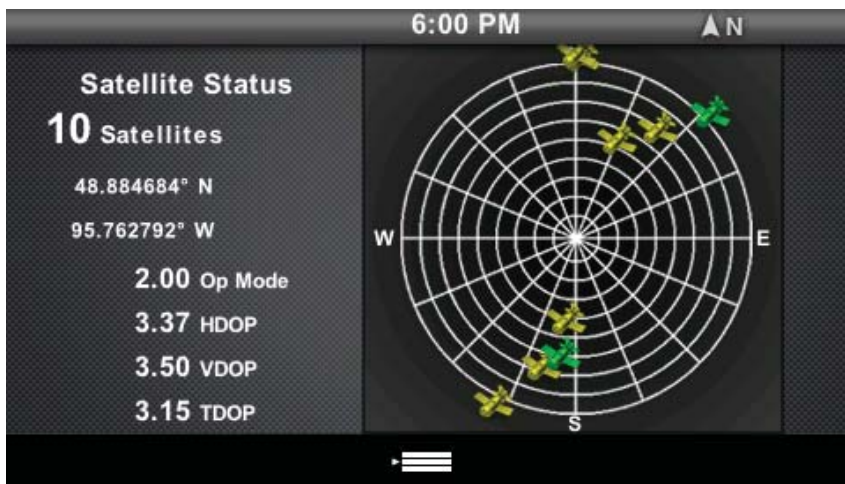 6:00 PM
N
Satellite Status
10 Satellites
48.884684° N
95.762792° W
2.00 Op Mode
3.37 HDOP
3.50 VDOP
3.15 TDOP
W
E
S